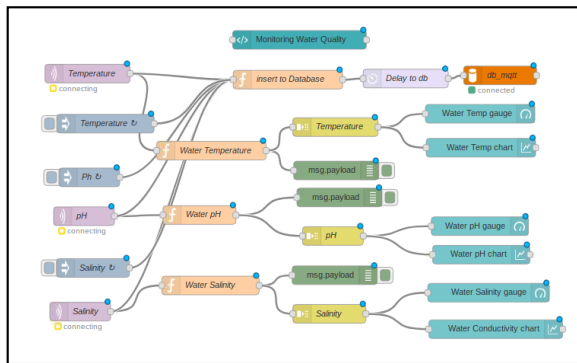 Monitoring Water Quality
Temperature
connecting
insert to Database
Delay to db
db_mqtt
connected
Temperature ↻
Temperature
Water Temp gauge
Water Temperature
Water Temp chart
Ph ↻
msg.payload
msg.payload
pH
connecting
Water pH
pH
Water pH gauge
Water pH chart
Salinity ↻
msg.payload
Water Salinity
Water Salinity gauge
Salinity
connecting
Salinity
Water Conductivity chart